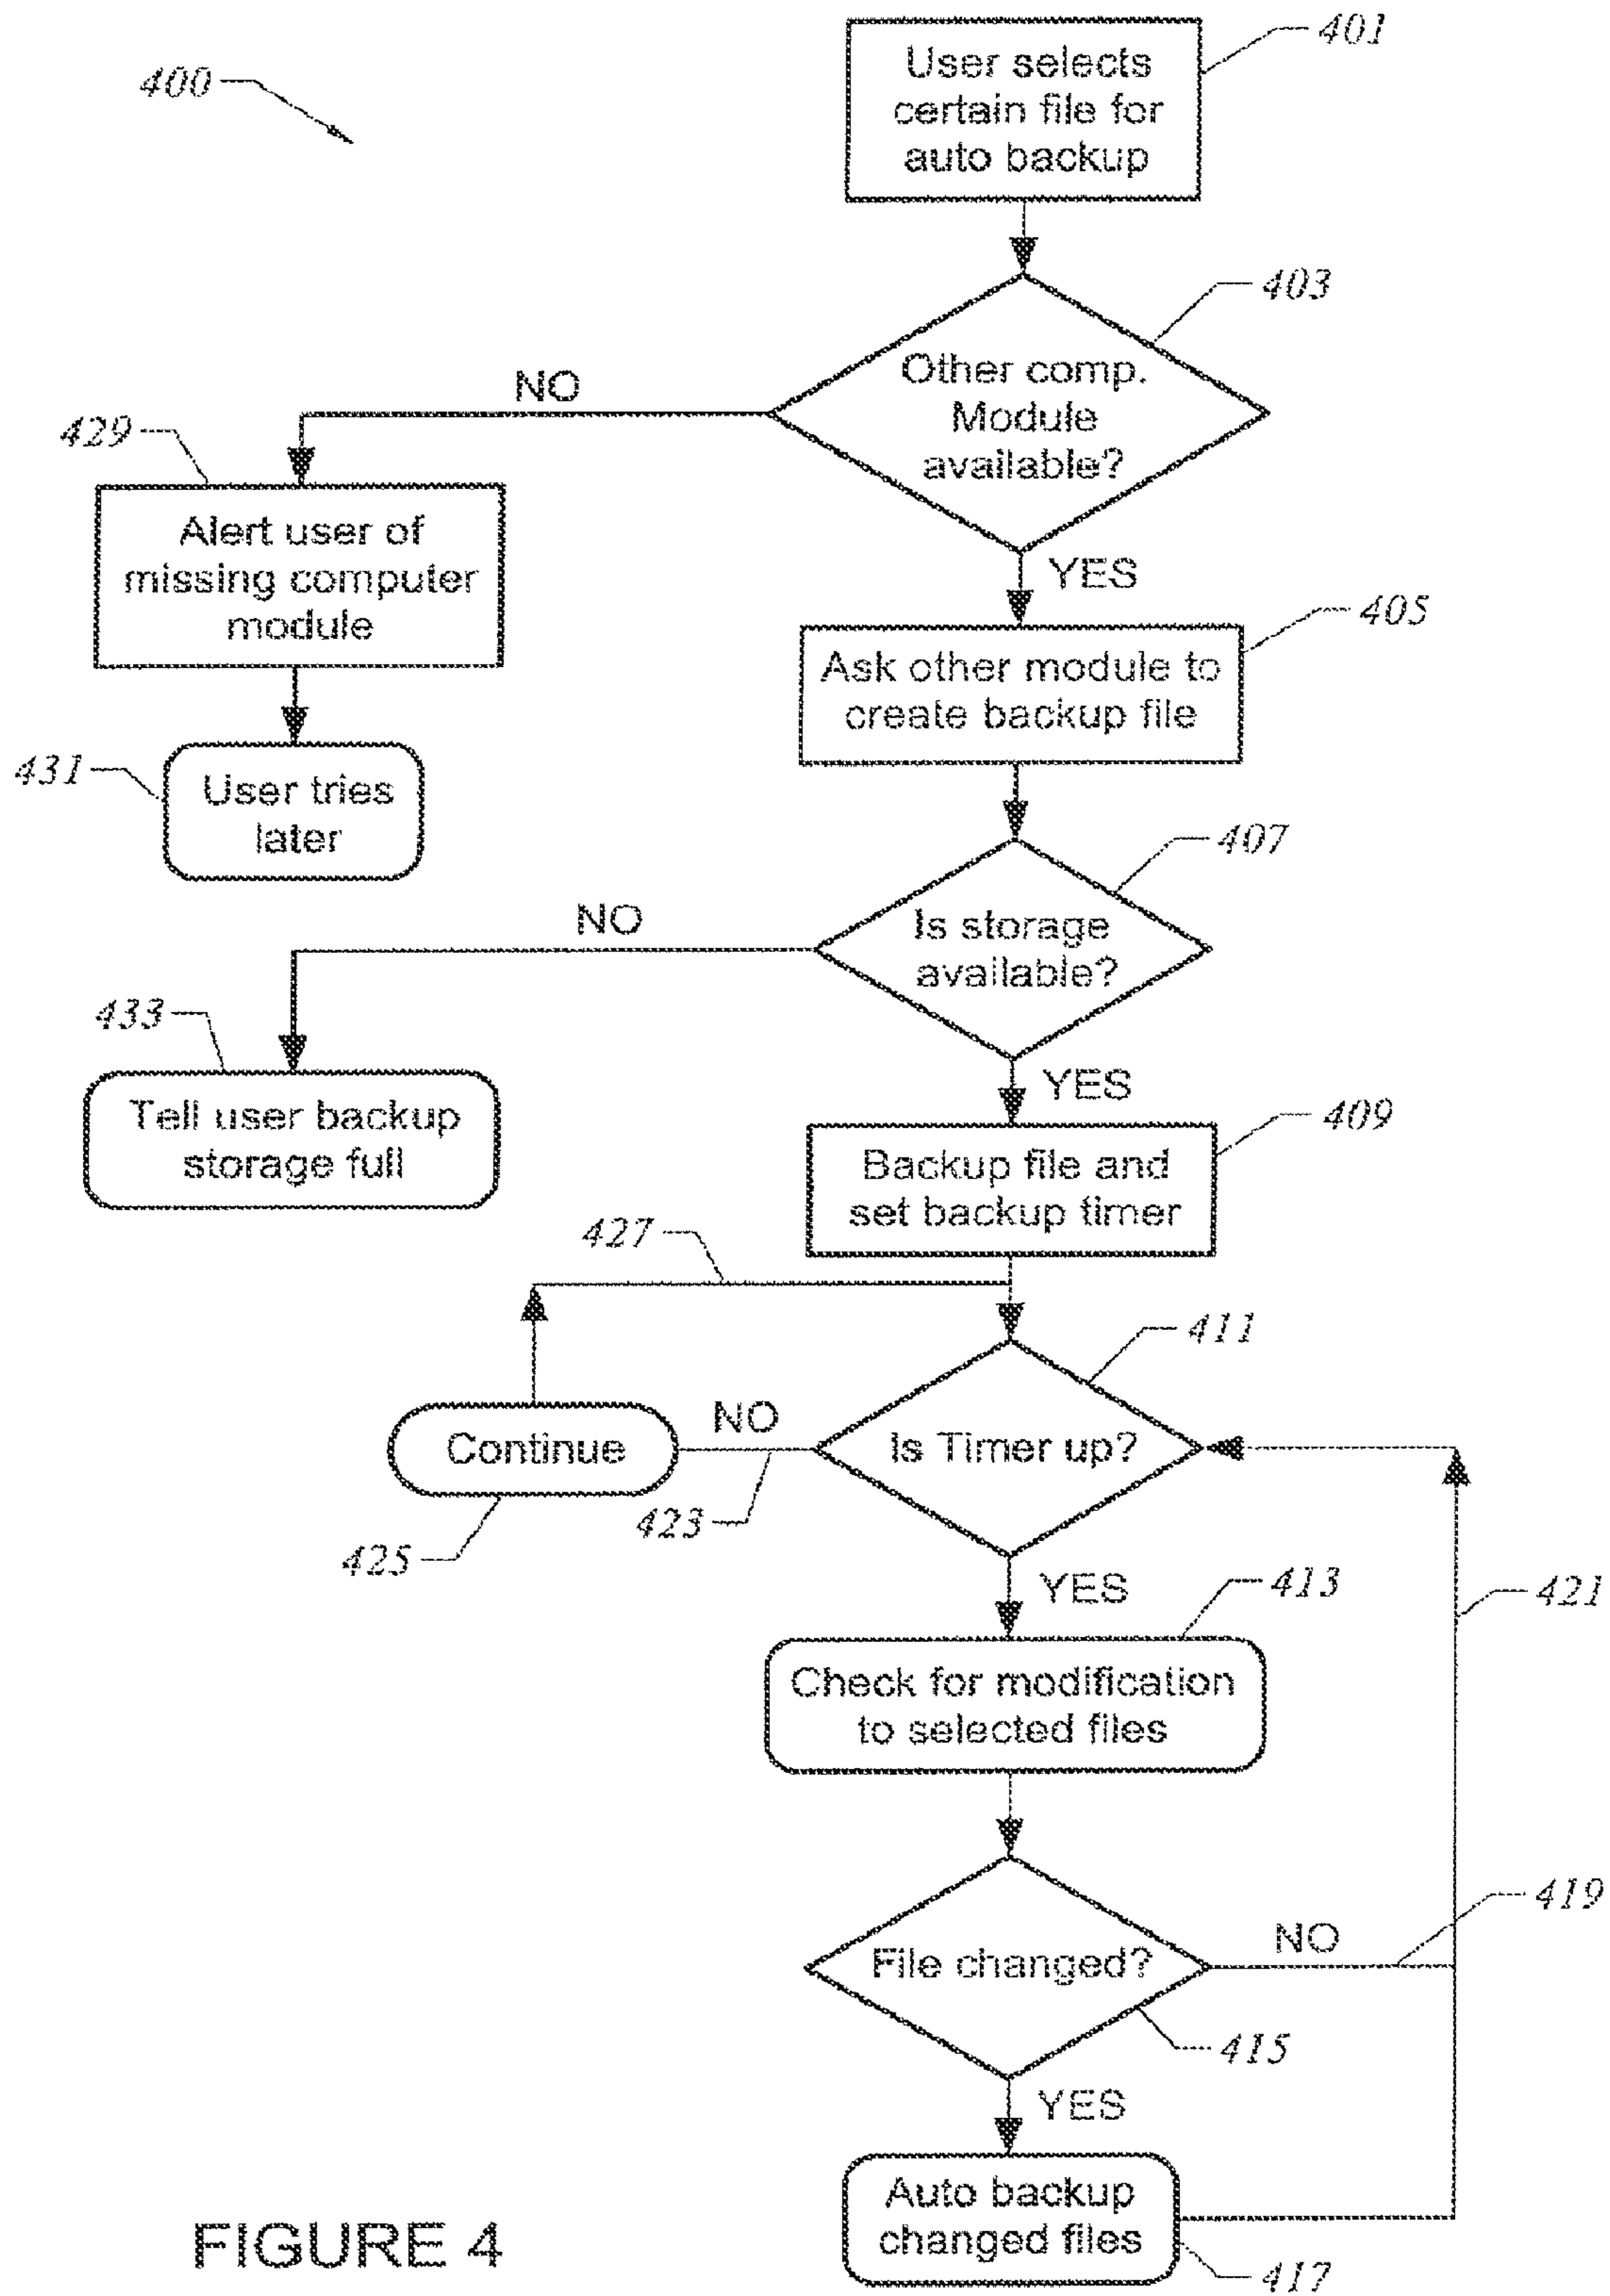 401
User selects
certain file for
auto backup
400
403
Other comp.
Module
available?
NO
429
Alert user of
missing computer
module
YES
405
Ask other module to
create backup file
431
User tries
later
407
Is storage
available?
NO
433
Tell user backup
storage full
YES
409
Backup file and
set backup timer
427
411
Is Timer up?
NO
Continue
423
425
YES
413
421
Check for modification
to selected files
419
File changed?
NO
415
YES
Auto backup
changed files
417
FIGURE 4